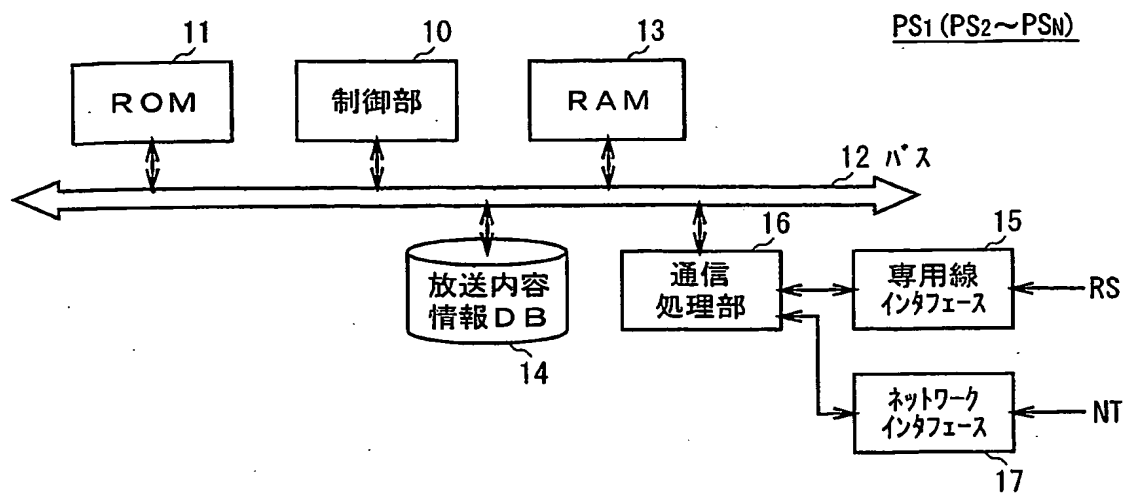 PS1 (PS2~PSN)
11
ROM
10
制御部
13
RAM
12 バス
放送内容
情報DB
14
16
通信
処理部
15
専用線
インタフェース
RS
ネットワーク
インタフェース
17
NT